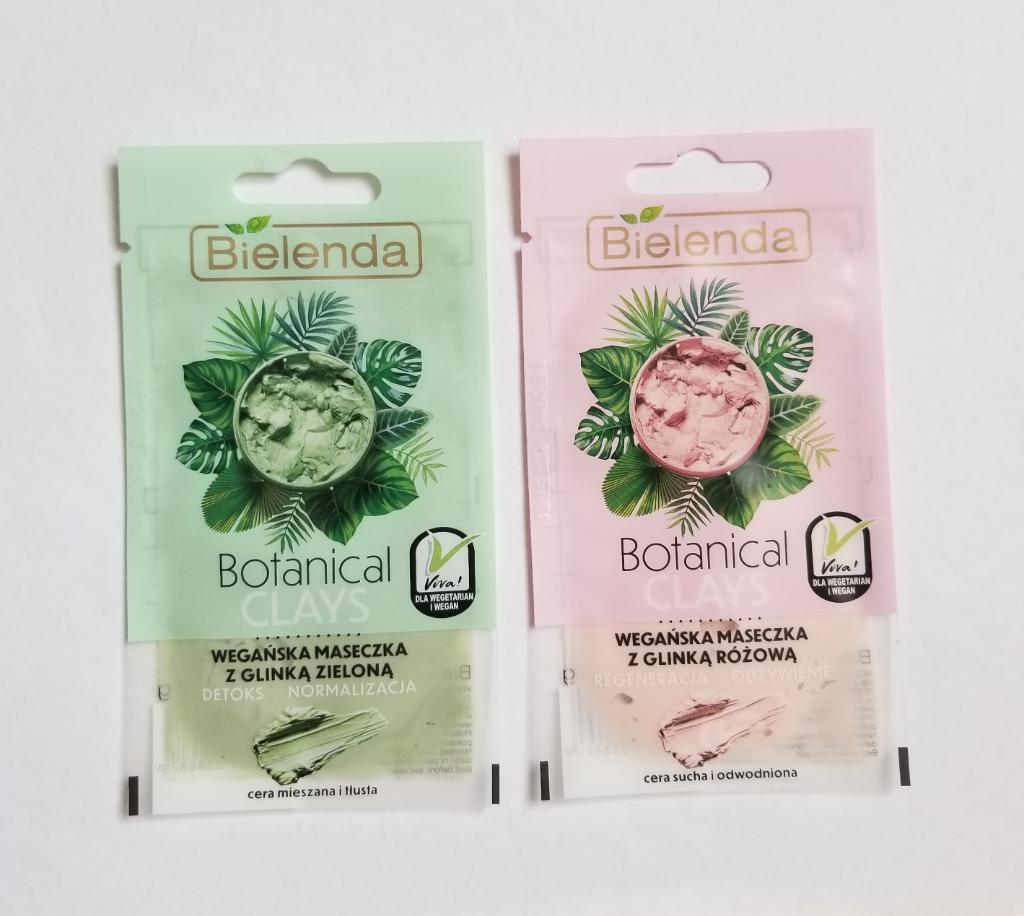 Bielenda
Botanical
CLAYS
Viva!
DLA WEGETARIAN
I WEGAN
WEGAŃSKA MASECZKA
Z GLINKĄ ZIELONĄ
DETOKS NORMALIZACJA
cera mieszana i tłusta
Bielenda
Botanical
CLAYS
Viva!
DLA WEGETARIAN
I WEGAN
WEGAŃSKA MASECZKA
Z GLINKĄ RÓŻOWĄ
REGENERACJA ODŻYWIENIE
cera sucha i odwodniona